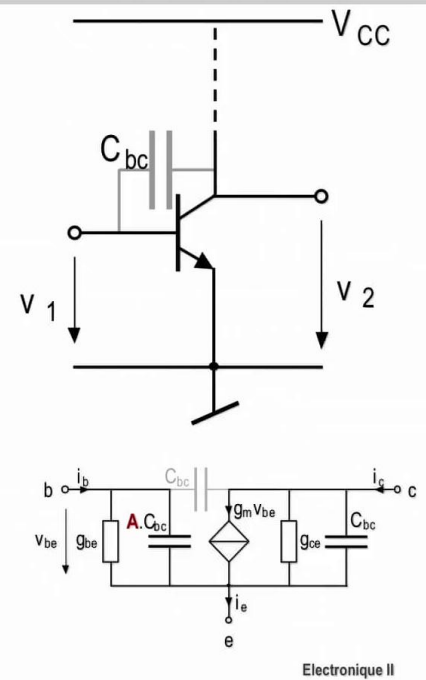 V CC
C bc
v 1
v 2
b
i b
C bc
i c
c
v be
g be
A.C bc
g m v be
g ce
C bc
i e
e
Electronique II